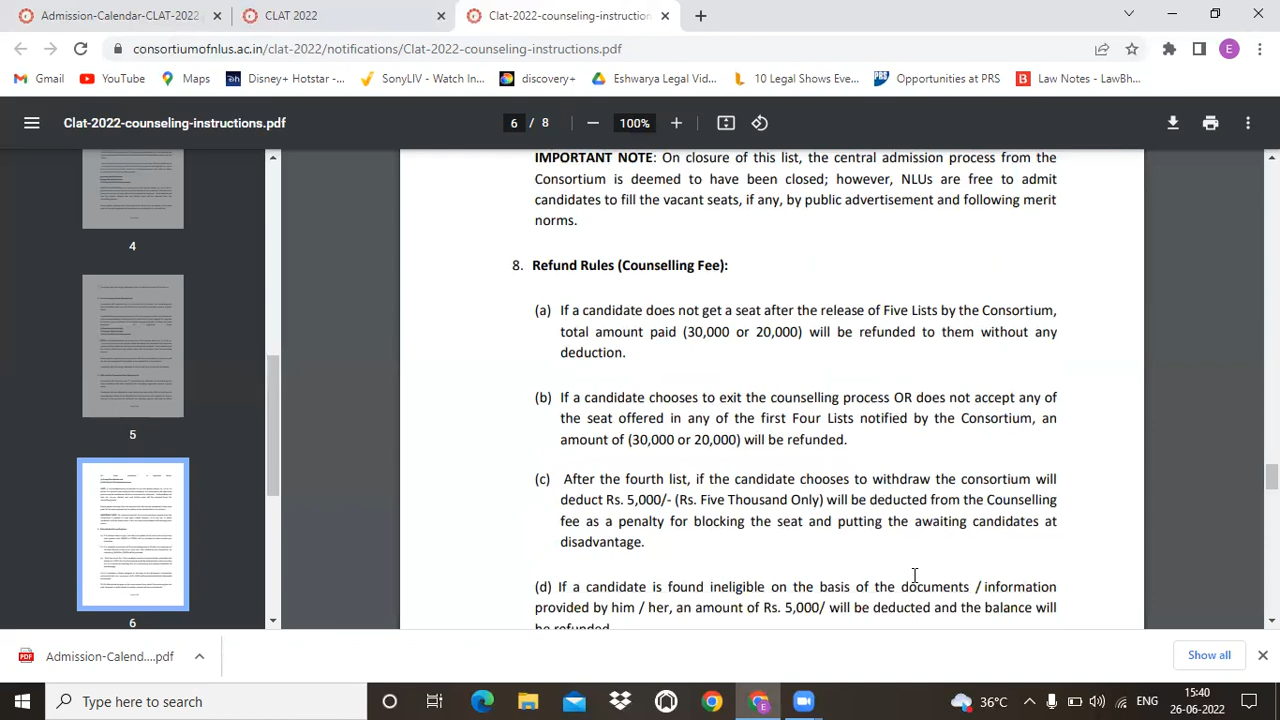 Admission-Calendar-CLAT-2022
CLAT 2022
Clat-2022-counseling-instruction
consortiumofnlus.ac.in/clat-2022/notifications/Clat-2022-counseling-instructions.pdf
E
Gmail
YouTube
Maps
Disney+ Hotstar -...
SonyLIV - Watch In...
discovery+
Eshwarya Legal Vid...
10 Legal Shows Eve...
PRS
Opportunities at PRS
B
Law Notes - LawBh...
Clat-2022-counseling-instructions.pdf
6 / 8
100%
4
5
6
IMPORTANT NOTE: On closure of this list, the central admission process from the
Consortium is deemed to have been closed; however, NLUs are free to admit
candidates to fill the vacant seats, if any, by public advertisement and following merit
norms.
8. Refund Rules (Counselling Fee):
(a) If a candidate does not get a seat after the release of Five Lists by the Consortium,
total amount paid (30,000 or 20,000) will be refunded to them without any
deduction.
(b) If a candidate chooses to exit the counselling process OR does not accept any of
the seat offered in any of the first Four Lists notified by the Consortium, an
amount of (30,000 or 20,000) will be refunded.
(c) After the fourth list, if the candidate chooses to withdraw the consortium will
deduct Rs. 5,000/- (Rs. Five Thousand Only) will be deducted from the Counselling
fee as a penalty for blocking the seat and putting the awaiting candidates at
disadvantage.
(d) If a candidate is found ineligible on the basis of the documents / information
provided by him / her, an amount of Rs. 5,000/ will be deducted and the balance will
be refunded.
Admission-Calend....pdf
Show all
Type here to search
36°C
ENG
15:40
26-06-2022